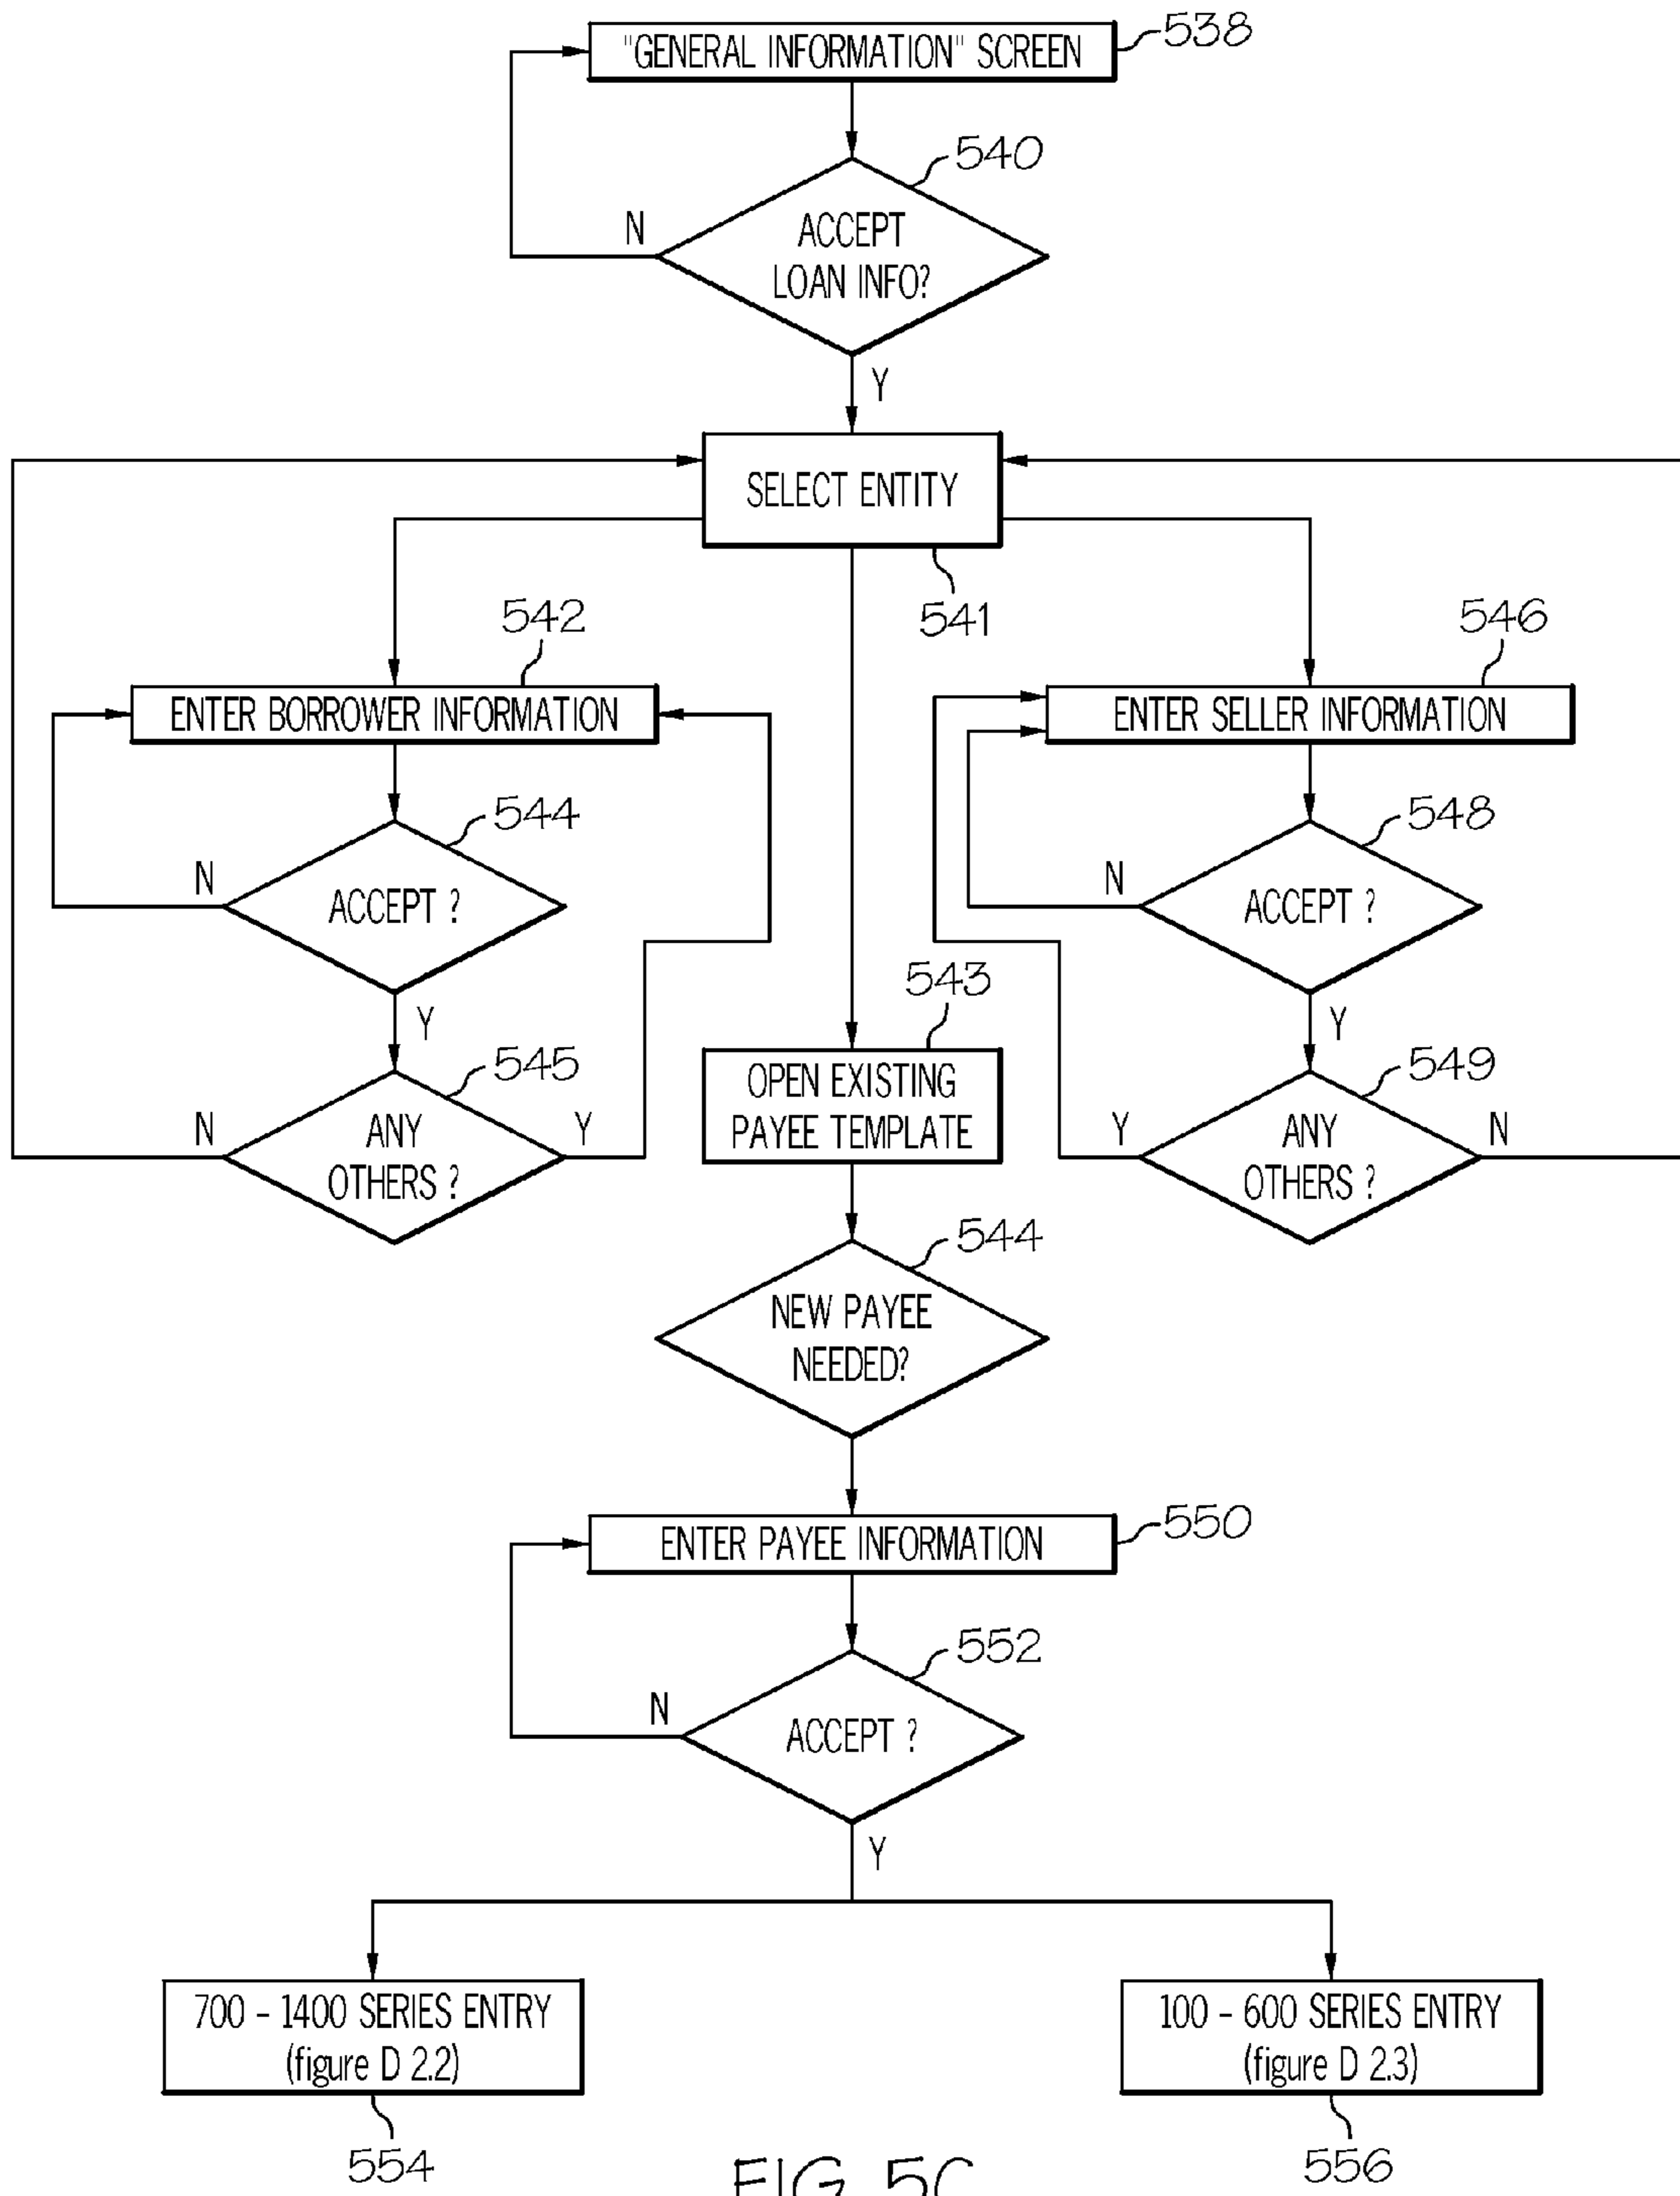 "GENERAL INFORMATION" SCREEN
538
540
ACCEPT
LOAN INFO?
N
Y
SELECT ENTITY
541
542
546
ENTER BORROWER INFORMATION
ENTER SELLER INFORMATION
544
548
N
ACCEPT ?
N
ACCEPT ?
543
Y
Y
545
549
OPEN EXISTING
PAYEE TEMPLATE
N
ANY
OTHERS ?
Y
Y
ANY
OTHERS ?
N
544
NEW PAYEE
NEEDED?
550
ENTER PAYEE INFORMATION
552
N
ACCEPT ?
Y
700 - 1400 SERIES ENTRY
(figure D 2.2)
100 - 600 SERIES ENTRY
(figure D 2.3)
554
556
FIG. 5C